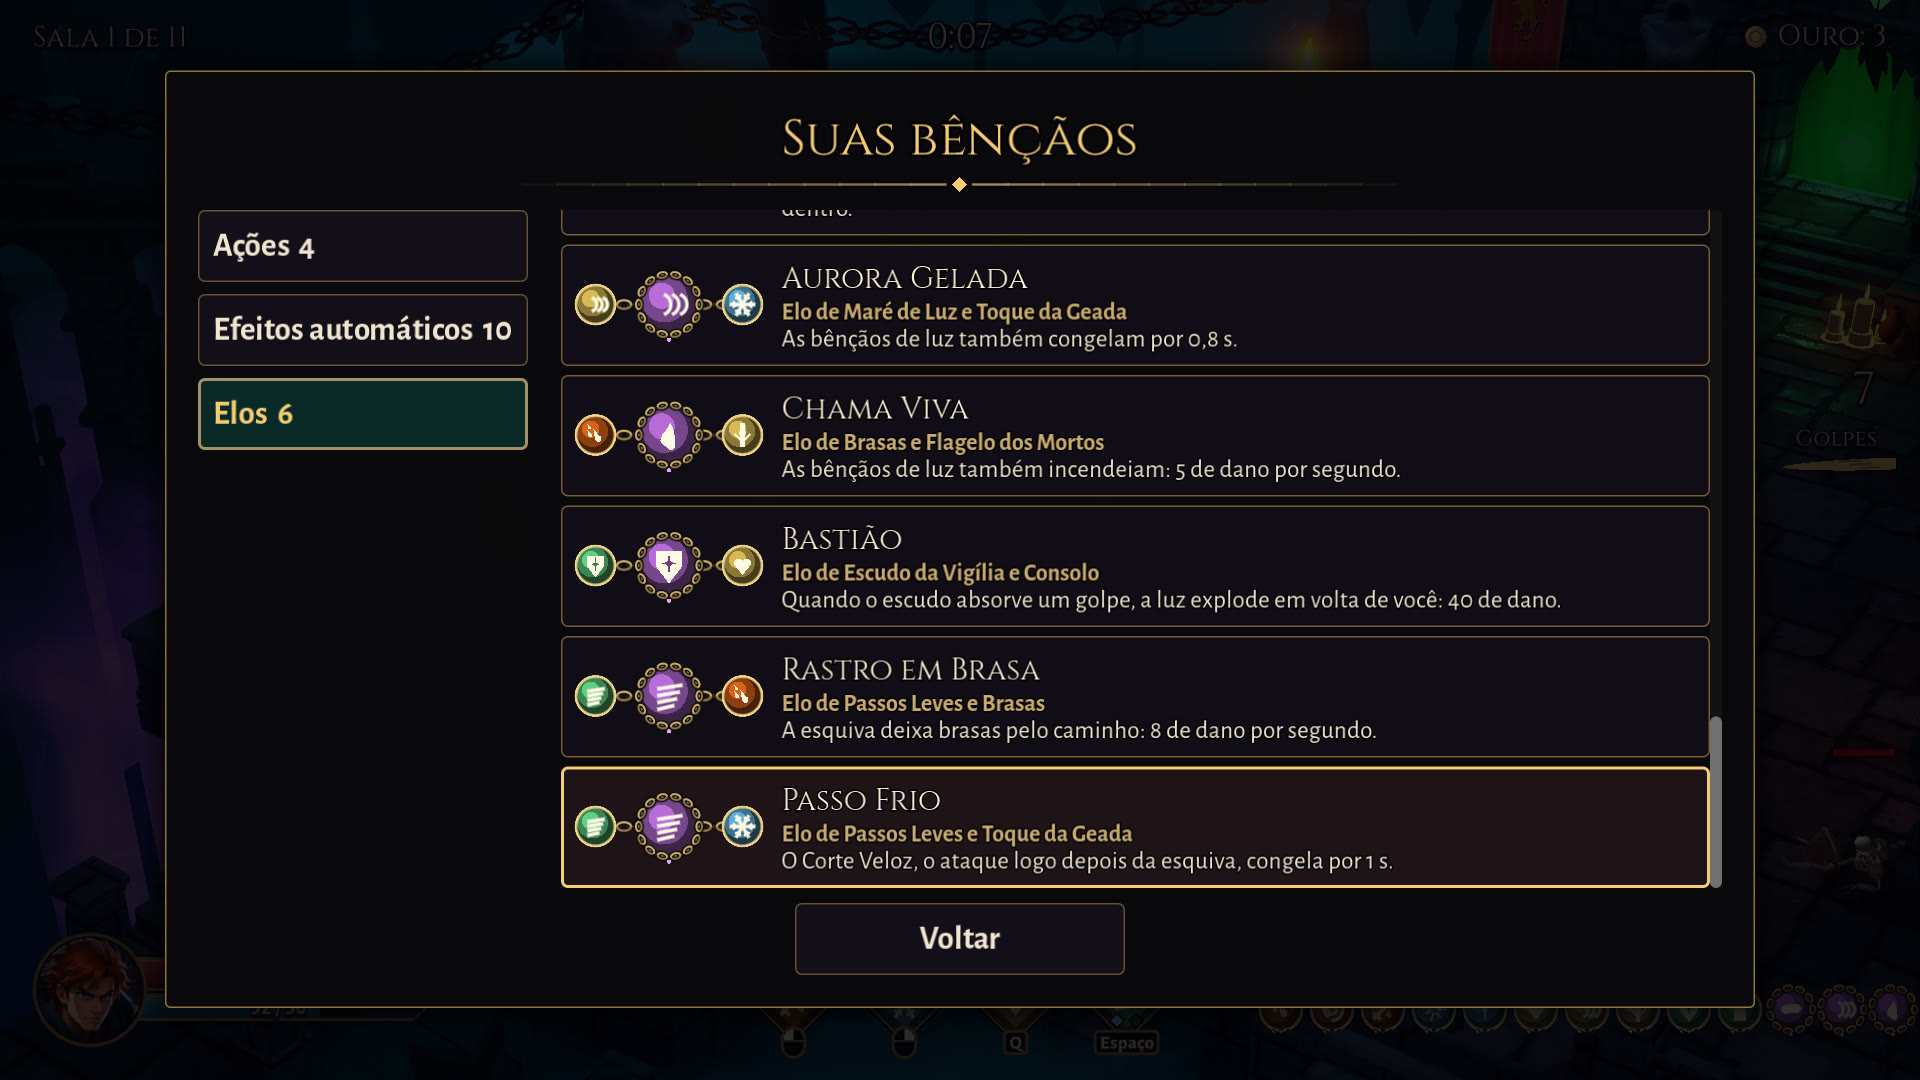 Sala 1 de 11
0:07
Ouro: 3
Suas bênçãos
Ações 4
Efeitos automáticos 10
Elos 6
dentro.
Aurora Gelada
Elo de Maré de Luz e Toque da Geada
As bênçãos de luz também congelam por 0,8 s.
Chama Viva
Elo de Brasas e Flagelo dos Mortos
As bênçãos de luz também incendeiam: 5 de dano por segundo.
Bastião
Elo de Escudo da Vigília e Consolo
Quando o escudo absorve um golpe, a luz explode em volta de você: 40 de dano.
Rastro em Brasa
Elo de Passos Leves e Brasas
A esquiva deixa brasas pelo caminho: 8 de dano por segundo.
Passo Frio
Elo de Passos Leves e Toque da Geada
O Corte Veloz, o ataque logo depois da esquiva, congela por 1 s.
Voltar
7
Golpes
Q
Espaço